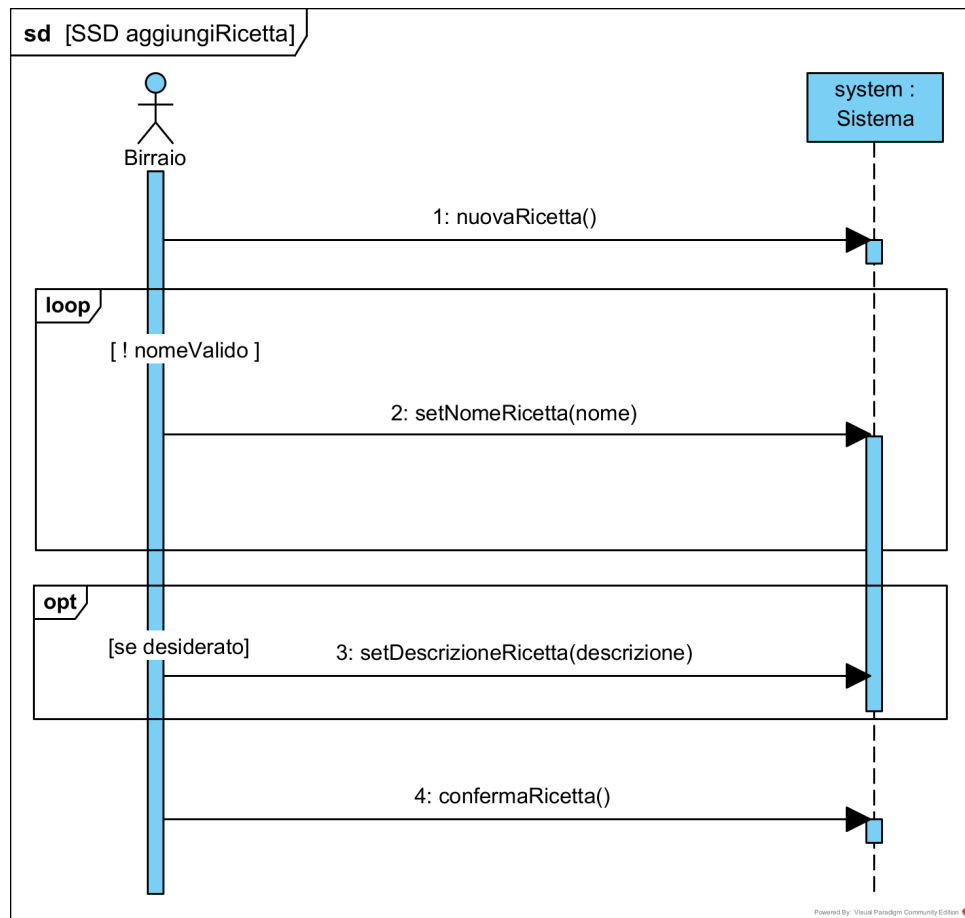 sd [SSD aggiungiRicetta]
system :
Sistema
Birraio
1: nuovaRicetta()
loop
[ ! nomeValido ]
2: setNomeRicetta(nome)
opt
[se desiderato]
3: setDescrizioneRicetta(descrizione)
4: confermaRicetta()
Powered By: Visual Paradigm Community Edition